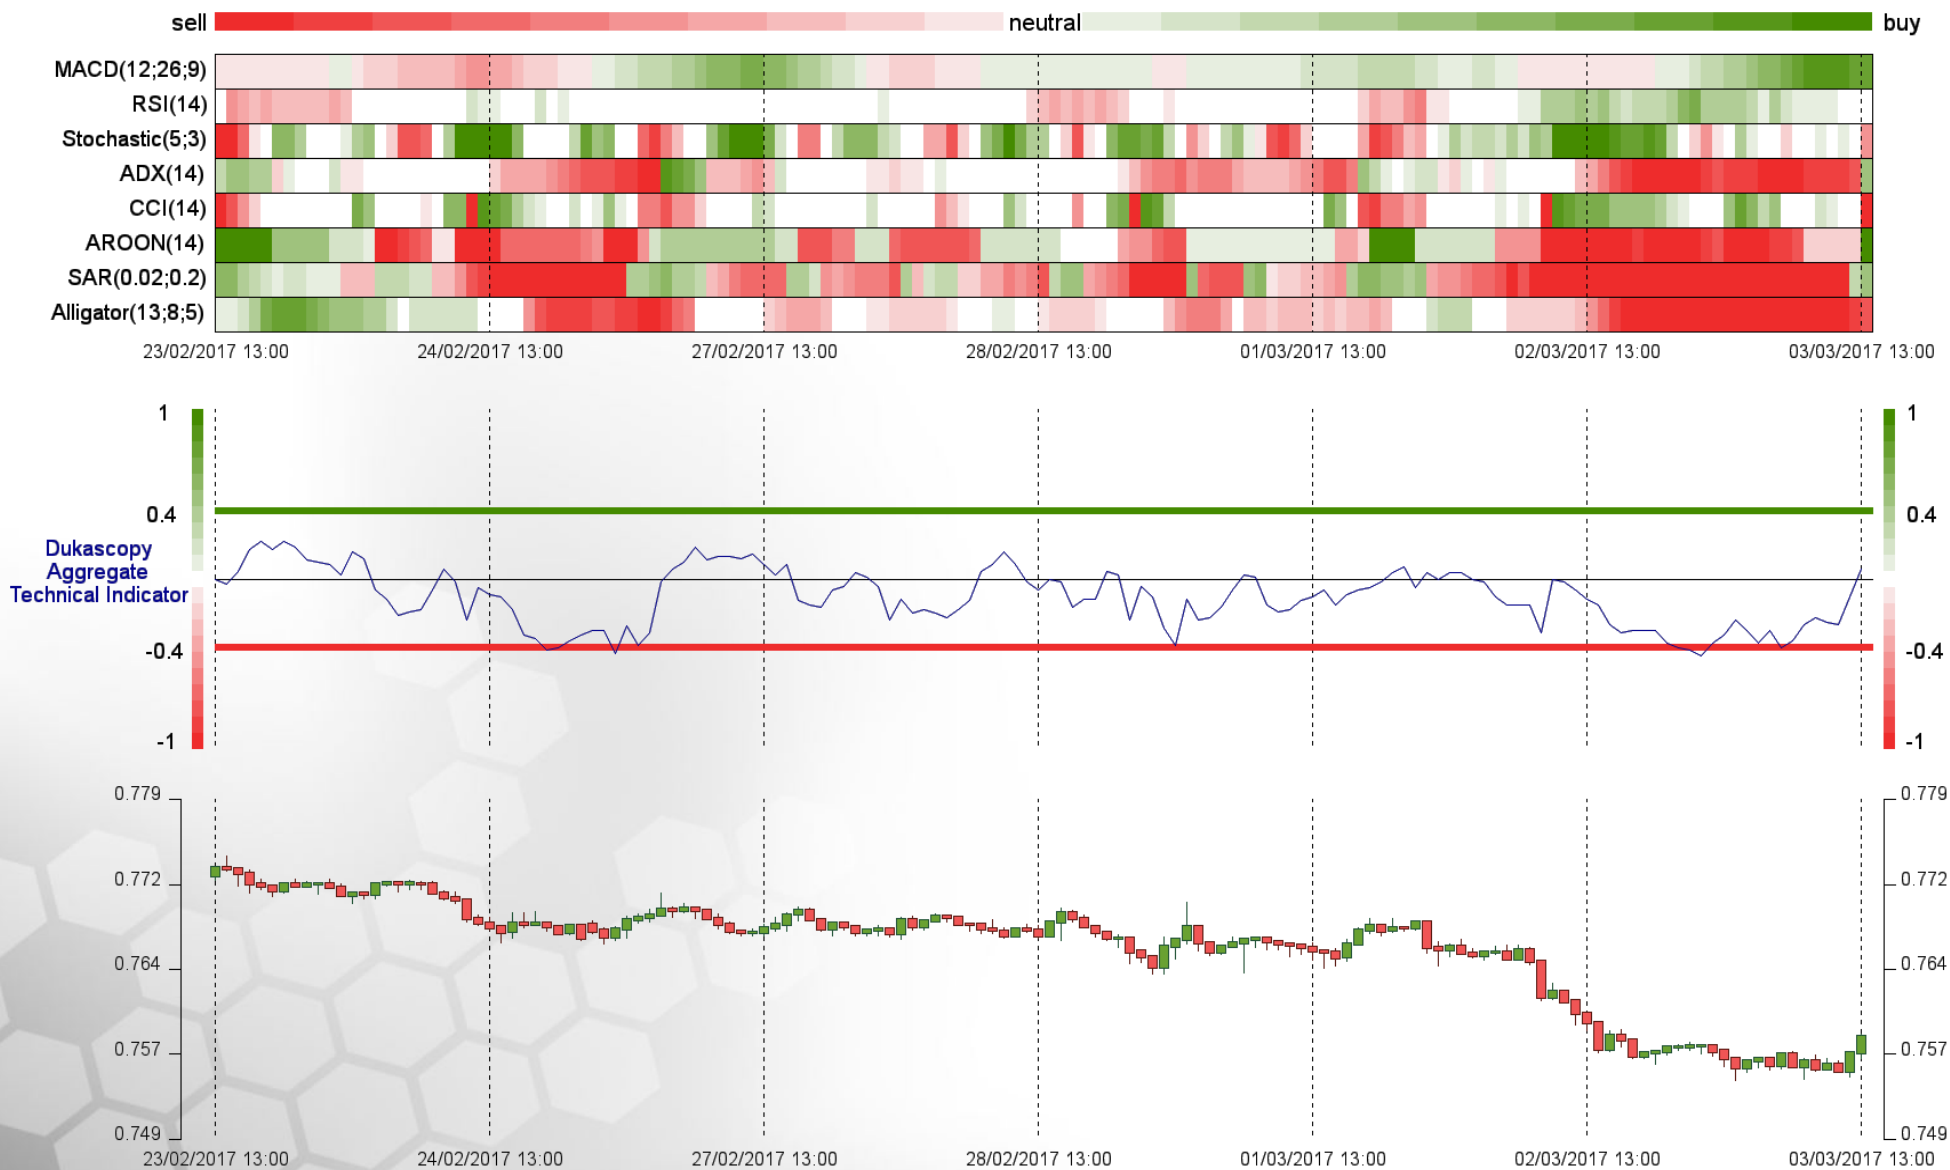 sell neutral buy
MACD(12;26;9)
RSI(14)
Stochastic(5;3)
ADX(14)
CCI(14)
AROON(14)
SAR(0.02;0.2)
Alligator(13;8;5)
23/02/2017 13:00 24/02/2017 13:00 27/02/2017 13:00 28/02/2017 13:00 01/03/2017 13:00 02/03/2017 13:00 03/03/2017 13:00
1 1
0.4 0.4
Dukascopy
Aggregate
Technical Indicator
-0.4 -0.4
-1 -1
0.779 0.779
0.772 0.772
0.764 0.764
0.757 0.757
0.749 0.749
23/02/2017 13:00 24/02/2017 13:00 27/02/2017 13:00 28/02/2017 13:00 01/03/2017 13:00 02/03/2017 13:00 03/03/2017 13:00